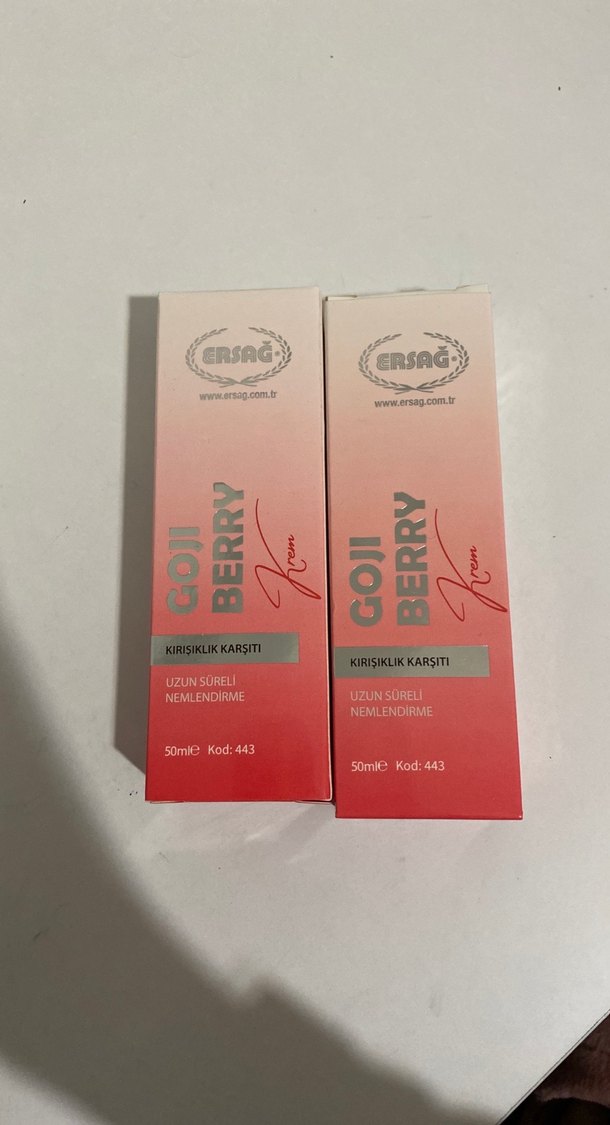 ERSAĞ
www.ersag.com.tr
GOJI
BERRY
Krem
KIRIŞIKLIK KARŞITI
UZUN SÜRELİ
NEMLENDİRME
50ml℮ Kod: 443
ERSAĞ
www.ersag.com.tr
GOJI
BERRY
Krem
KIRIŞIKLIK KARŞITI
UZUN SÜRELİ
NEMLENDİRME
50ml℮ Kod: 443